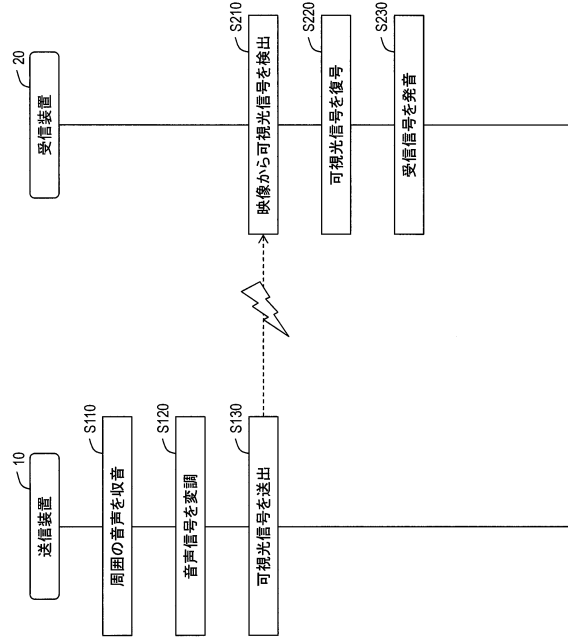 送信装置
10
周囲の音声を収音
S110
音声信号を変調
S120
可視光信号を送出
S130
受信装置
20
映像から可視光信号を検出
S210
可視光信号を復号
S220
受信信号を発音
S230